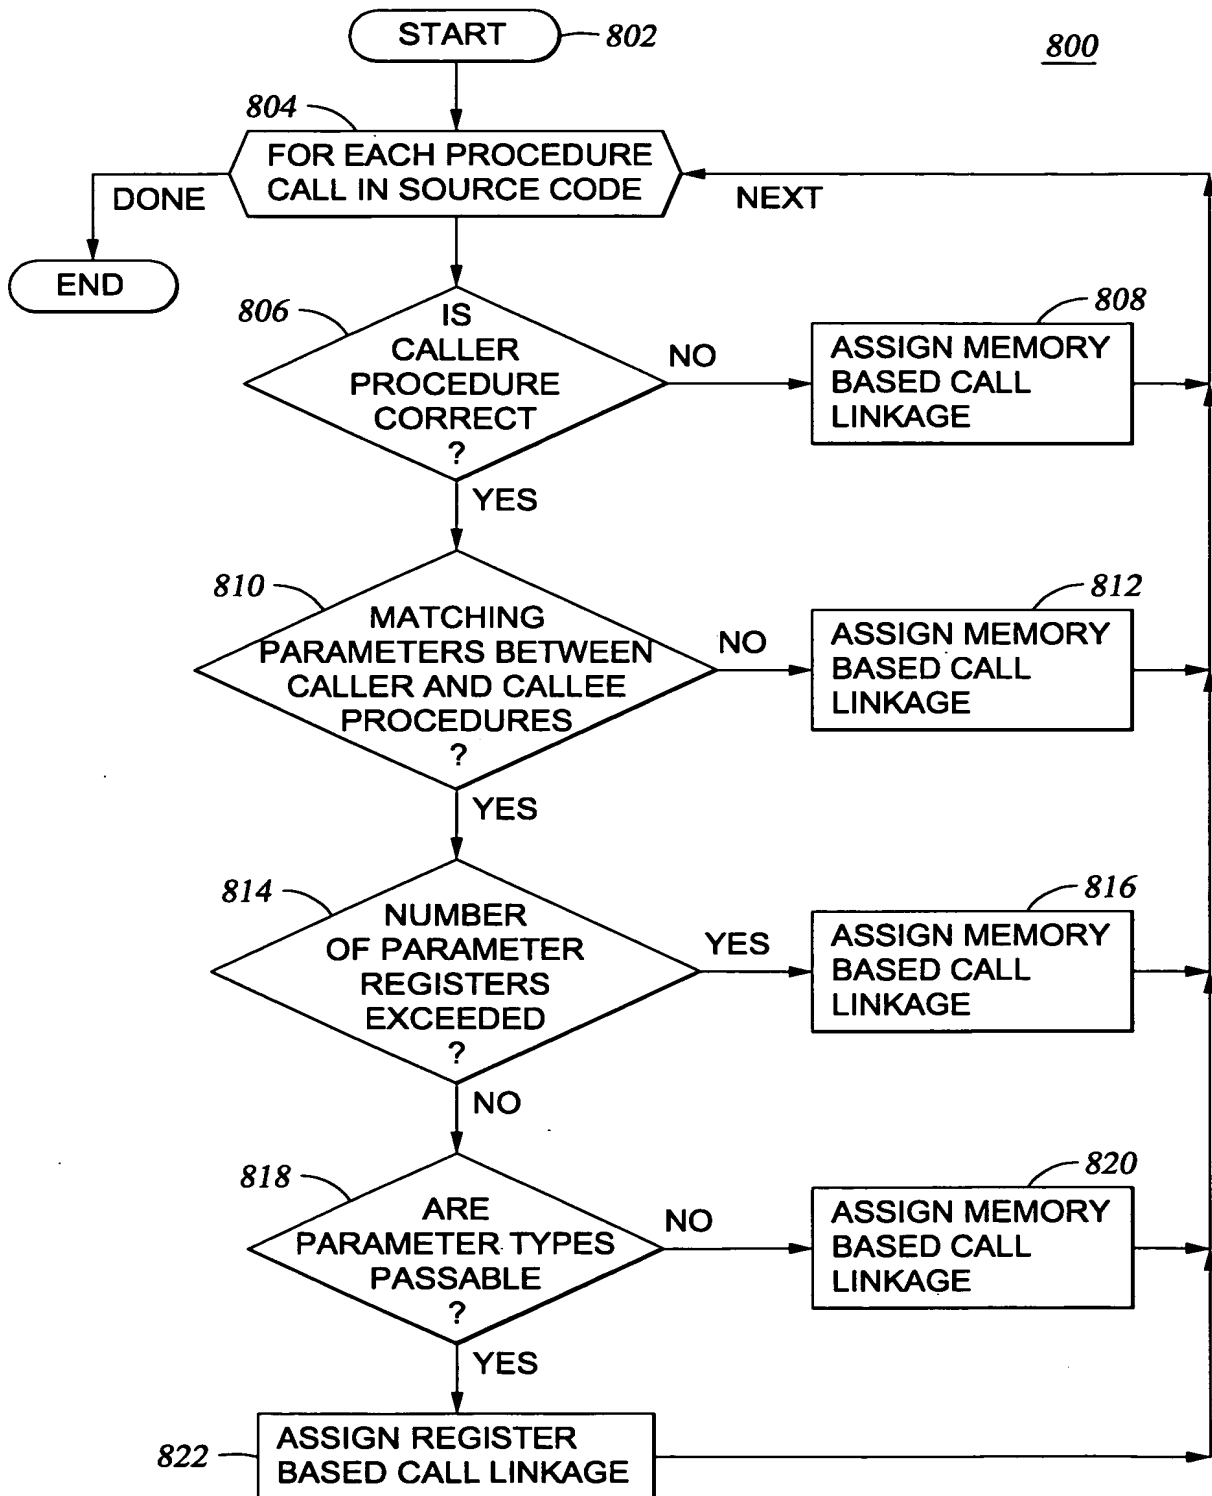 START
802
800
804
FOR EACH PROCEDURE
CALL IN SOURCE CODE
DONE
NEXT
END
806
IS
CALLER
PROCEDURE
CORRECT
?
NO
808
ASSIGN MEMORY
BASED CALL
LINKAGE
YES
810
MATCHING
PARAMETERS BETWEEN
CALLER AND CALLEE
PROCEDURES
?
NO
812
ASSIGN MEMORY
BASED CALL
LINKAGE
YES
814
NUMBER
OF PARAMETER
REGISTERS
EXCEEDED
?
YES
816
ASSIGN MEMORY
BASED CALL
LINKAGE
NO
818
ARE
PARAMETER TYPES
PASSABLE
?
NO
820
ASSIGN MEMORY
BASED CALL
LINKAGE
YES
822
ASSIGN REGISTER
BASED CALL LINKAGE